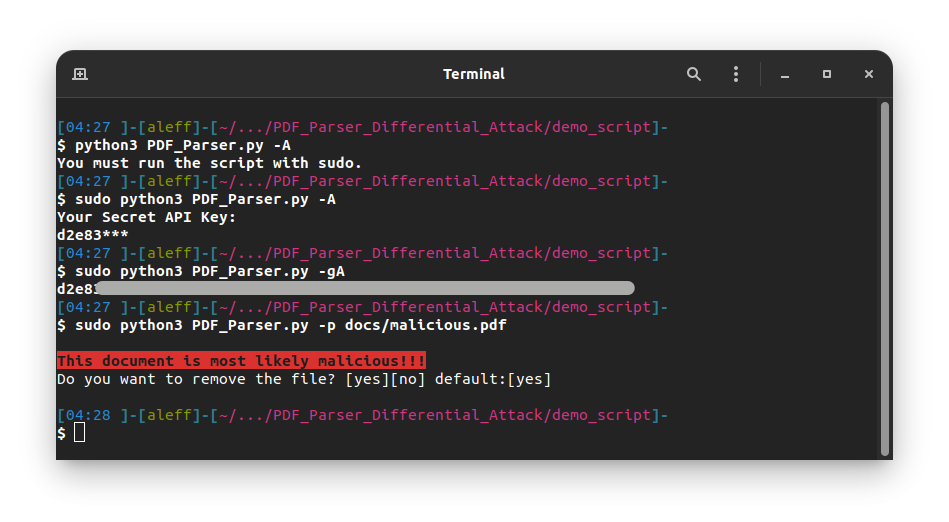 Terminal
[04:27 ]-[aleff]-[~/.../PDF_Parser_Differential_Attack/demo_script]-
$ python3 PDF_Parser.py -A
You must run the script with sudo.
[04:27 ]-[aleff]-[~/.../PDF_Parser_Differential_Attack/demo_script]-
$ sudo python3 PDF_Parser.py -A
Your Secret API Key:
d2e83***
[04:27 ]-[aleff]-[~/.../PDF_Parser_Differential_Attack/demo_script]-
$ sudo python3 PDF_Parser.py -gA
d2e83
[04:27 ]-[aleff]-[~/.../PDF_Parser_Differential_Attack/demo_script]-
$ sudo python3 PDF_Parser.py -p docs/malicious.pdf
This document is most likely malicious!!!
Do you want to remove the file? [yes][no] default:[yes]
[04:28 ]-[aleff]-[~/.../PDF_Parser_Differential_Attack/demo_script]-
$